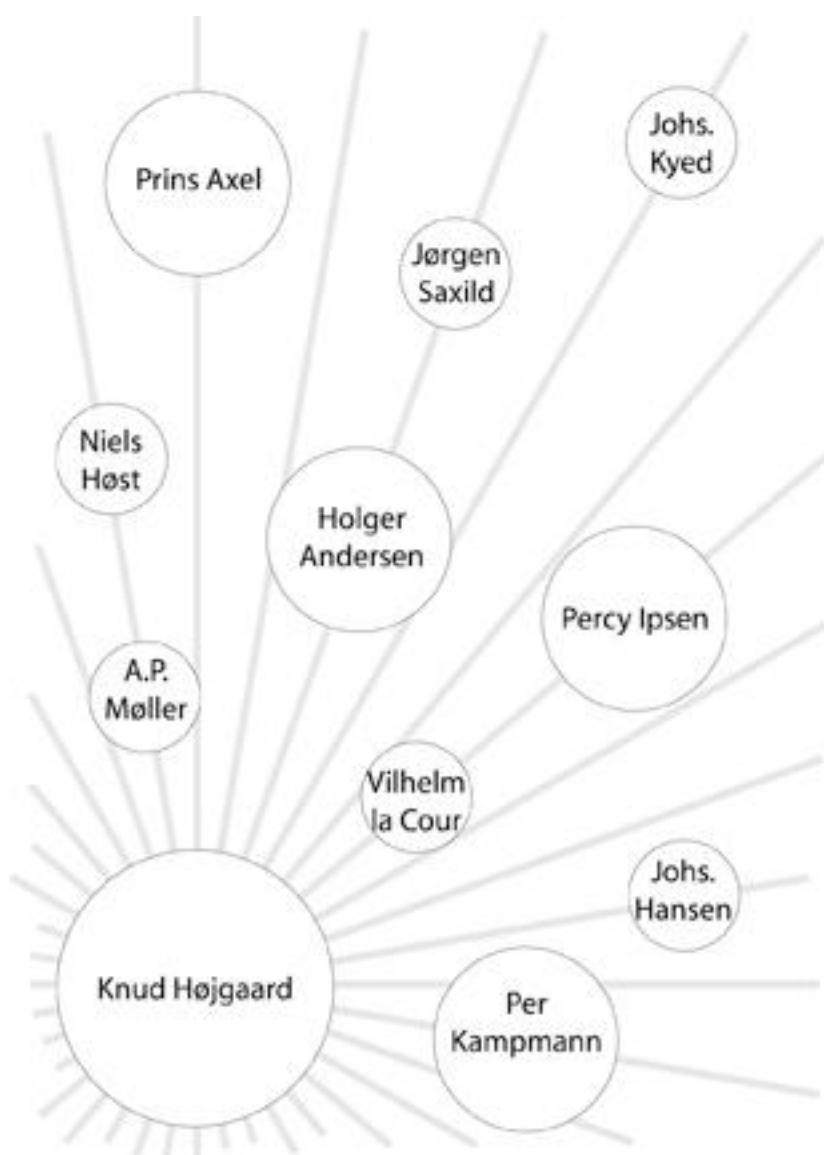 Prins Axel
Johs.
Kyed
Jørgen
Saxild
Niels
Høst
Holger
Andersen
Percy Ipsen
A.P.
Møller
Vilhelm
la Cour
Johs.
Hansen
Knud Højgaard
Per
Kampmann